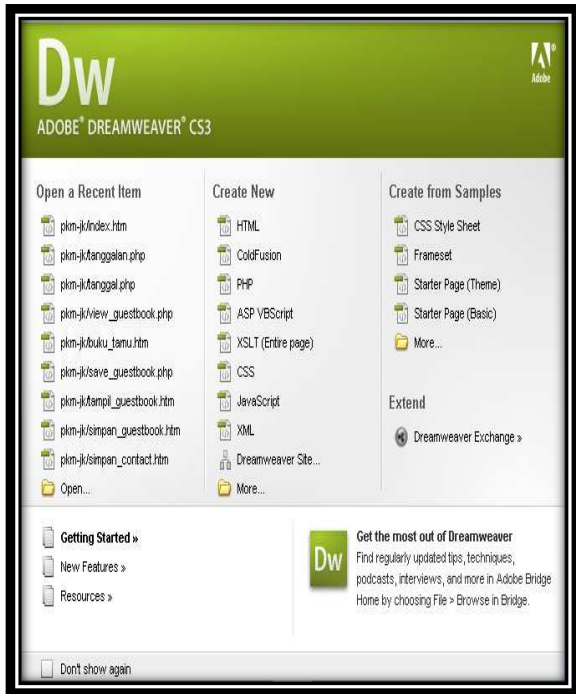 Dw
ADOBE® DREAMWEAVER® CS3
Adobe
Open a Recent Item
pkm-jk/index.htm
pkm-jk/tanggalan.php
pkm-jk/tanggal.php
pkm-jk/view_guestbook.php
pkm-jk/buku_tamu.htm
pkm-jk/save_guestbook.php
pkm-jk/tampil_guestbook.htm
pkm-jk/simpan_guestbook.htm
pkm-jk/simpan_contact.htm
Open...
Create New
HTML
ColdFusion
PHP
ASP VBScript
XSLT (Entire page)
CSS
JavaScript
XML
Dreamweaver Site...
More...
Create from Samples
CSS Style Sheet
Frameset
Starter Page (Theme)
Starter Page (Basic)
More...
Extend
Dreamweaver Exchange »
Getting Started »
New Features »
Resources »
Dw
Get the most out of Dreamweaver
Find regularly updated tips, techniques,
podcasts, interviews, and more in Adobe Bridge
Home by choosing File > Browse in Bridge.
Don't show again